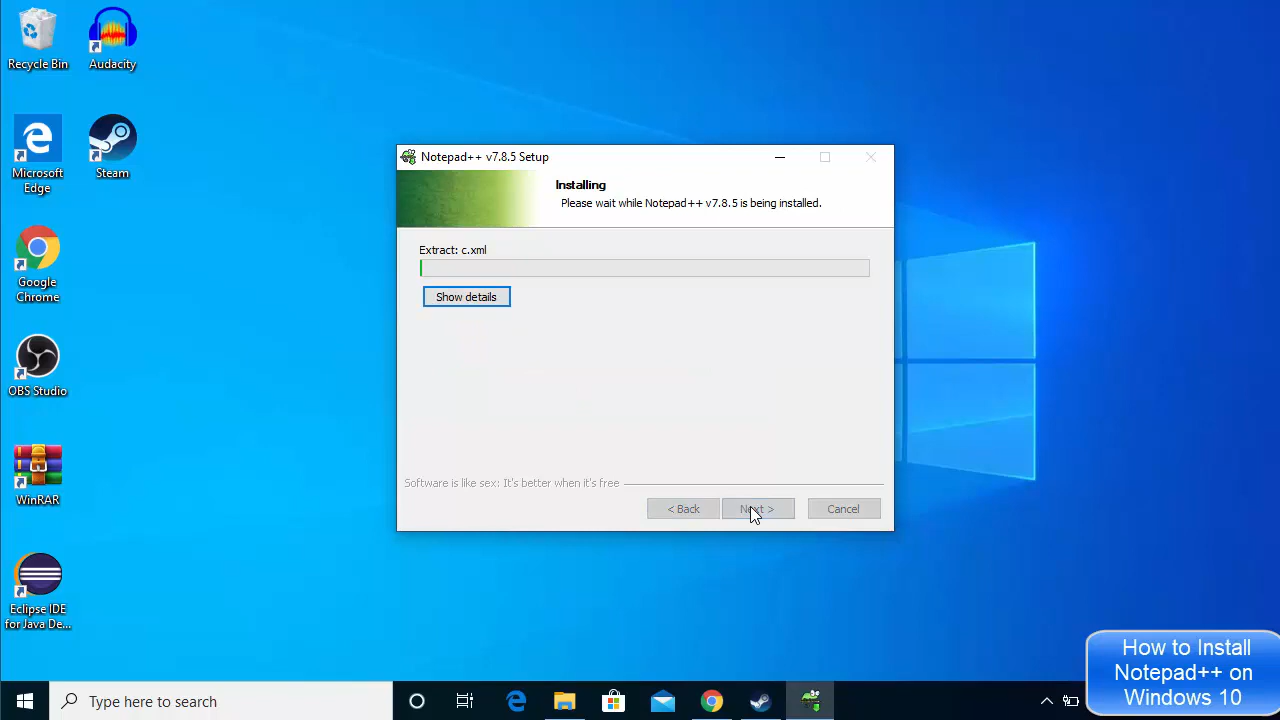 Recycle Bin
Audacity
Microsoft
Edge
Steam
Google
Chrome
OBS Studio
WinRAR
Eclipse IDE
for Java De...
Notepad++ v7.8.5 Setup
Installing
Please wait while Notepad++ v7.8.5 is being installed.
Extract: c.xml
Show details
Software is like sex: It's better when it's free
< Back
Next >
Cancel
Type here to search
How to Install
Notepad++ on
Windows 10